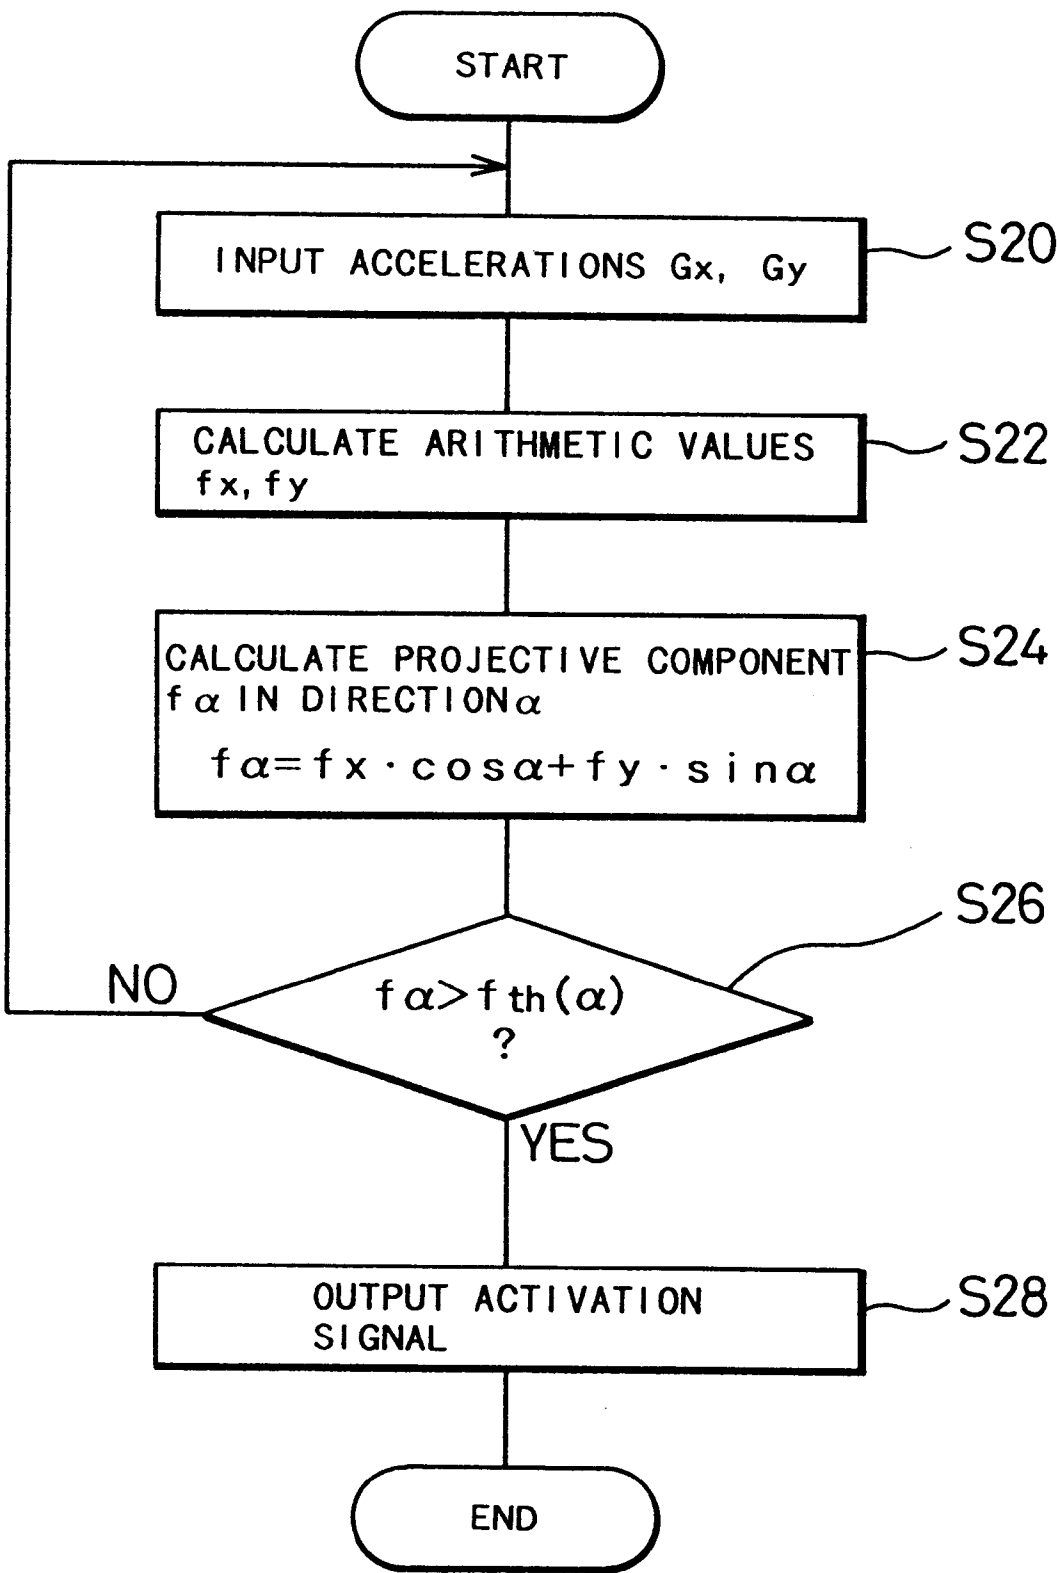 START
INPUT ACCELERATIONS Gx, Gy
S20
CALCULATE ARITHMETIC VALUES
fx, fy
S22
CALCULATE PROJECTIVE COMPONENT
fα IN DIRECTION α
fα=fx·cosα+fy·sinα
S24
S26
fα>fth(α)
?
NO
YES
OUTPUT ACTIVATION
SIGNAL
S28
END